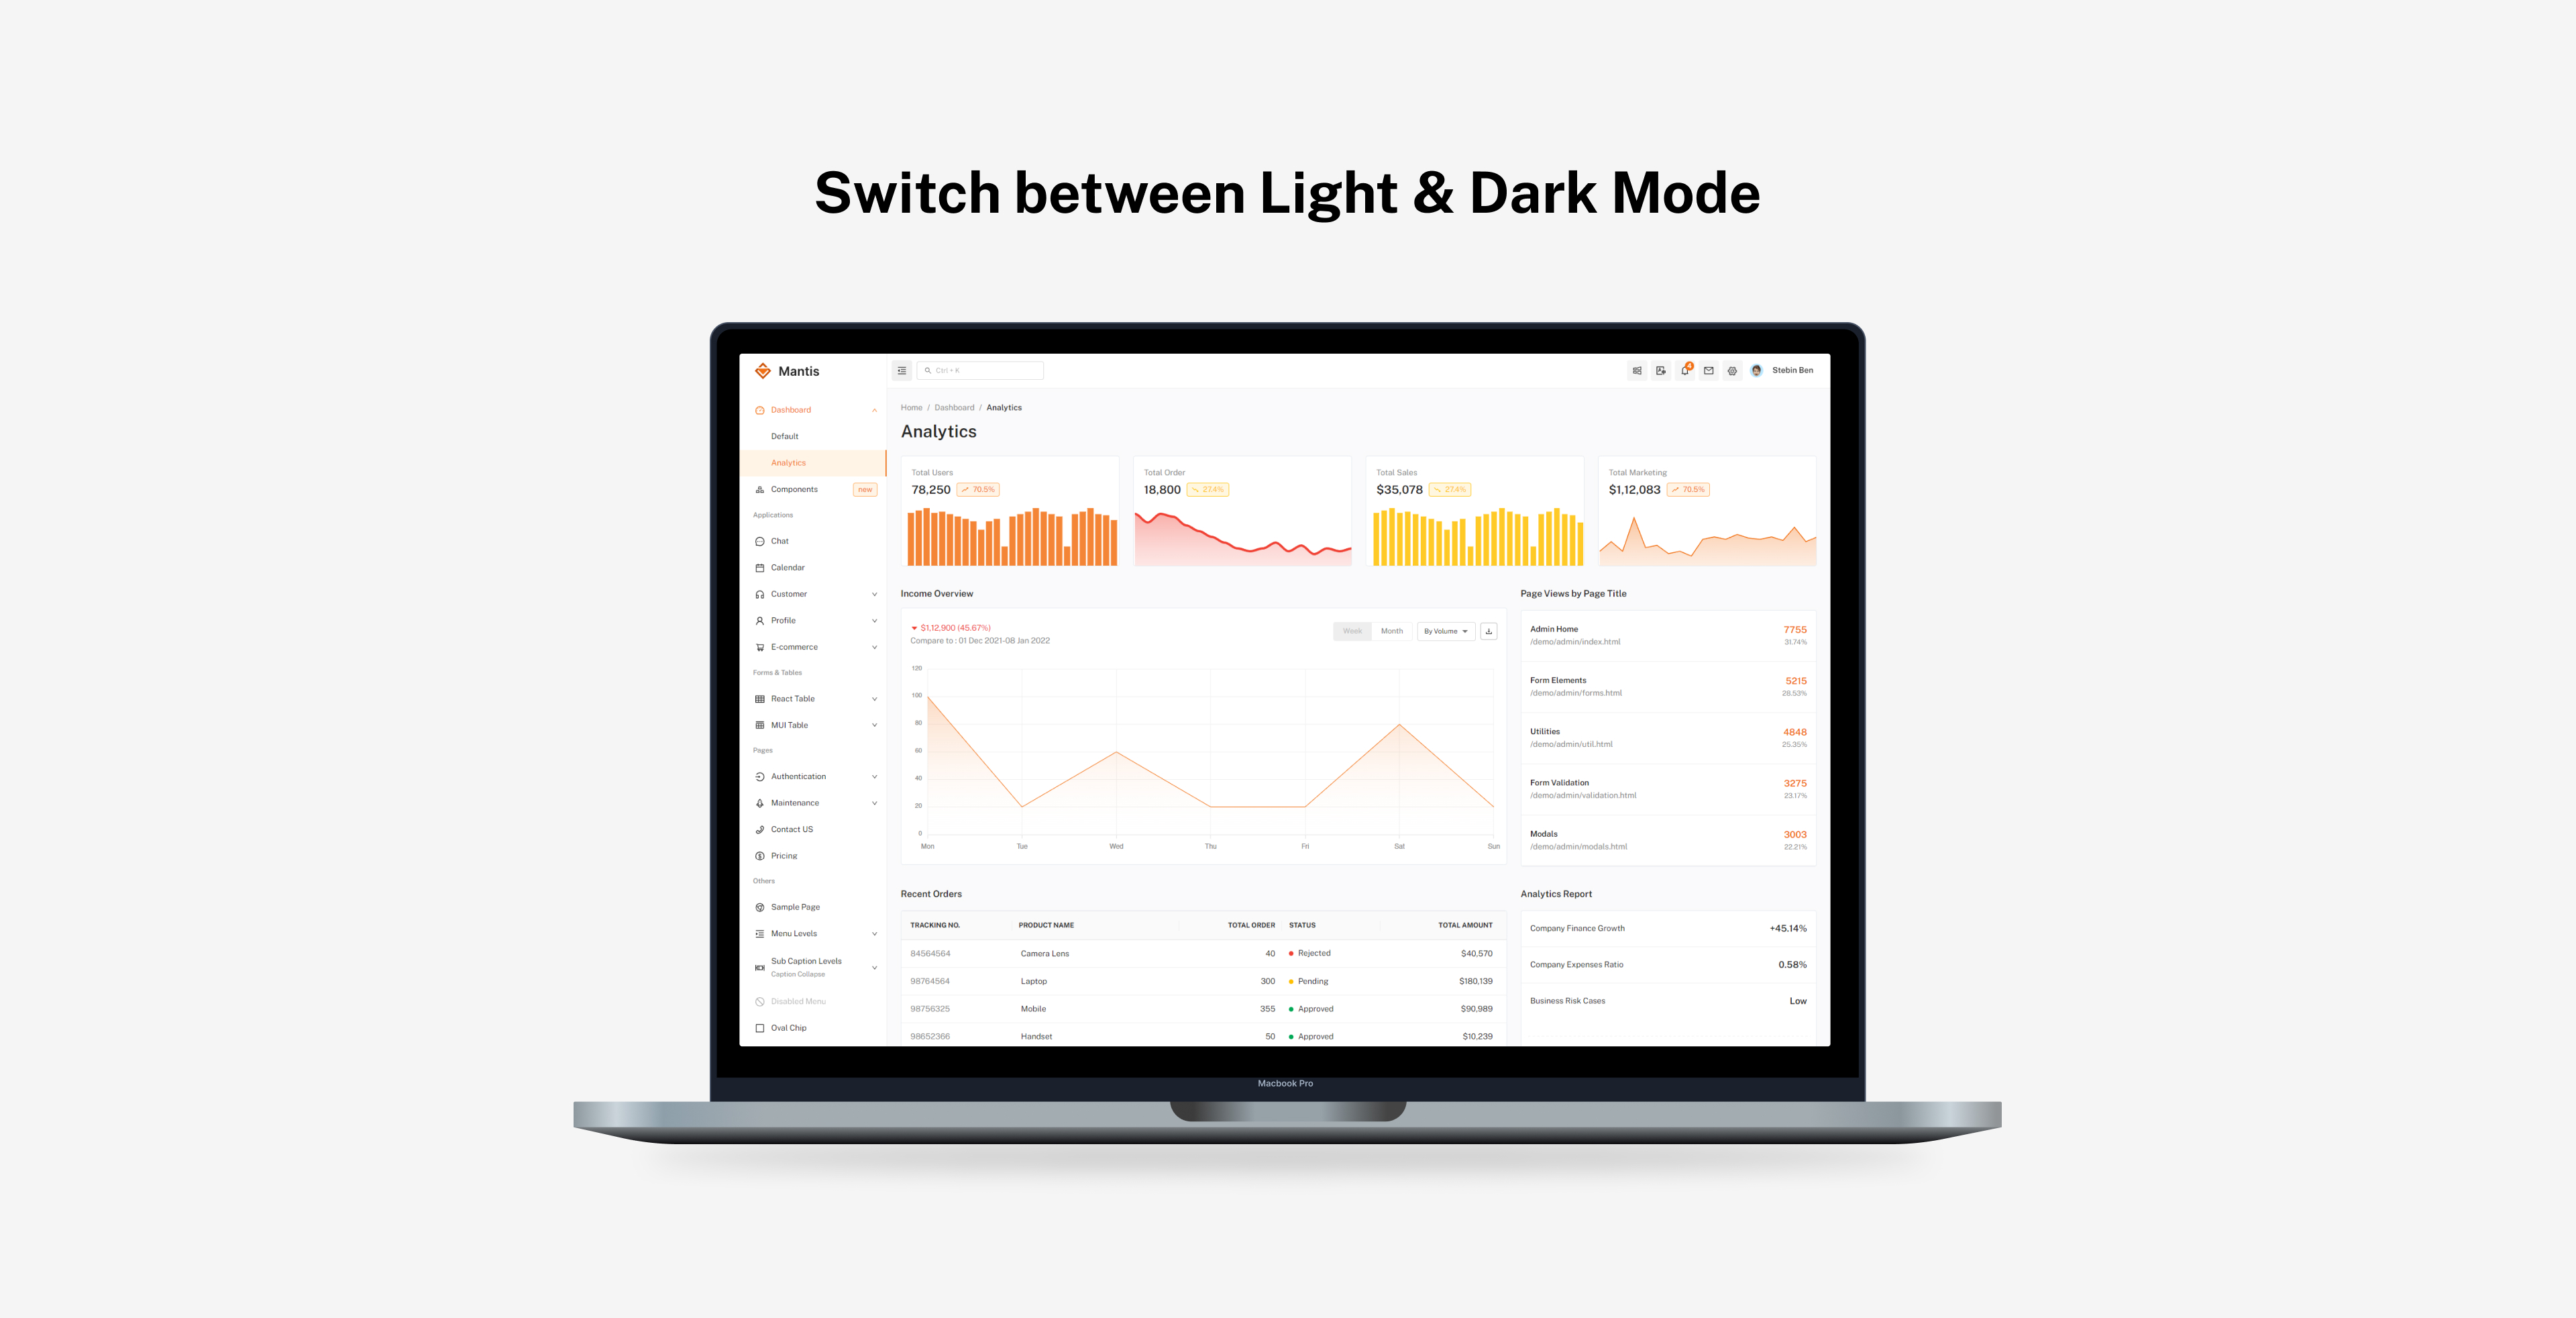 Switch between Light & Dark Mode
Mantis
Ctrl + K
4
Stebin Ben
Dashboard
Default
Analytics
Components new
Applications
Chat
Calendar
Customer
Profile
E-commerce
Forms & Tables
React Table
MUI Table
Pages
Authentication
Maintenance
Contact US
Pricing
Others
Sample Page
Menu Levels
Sub Caption Levels
Caption Collapse
Disabled Menu
Oval Chip
Home / Dashboard / Analytics
Analytics
Total Users
78,250 70.5%
Total Order
18,800 27.4%
Total Sales
$35,078 27.4%
Total Marketing
$1,12,083 70.5%
Income Overview
$1,12,900 (45.67%)
Compare to : 01 Dec 2021-08 Jan 2022
Week Month By Volume
120
100
80
60
40
20
0
Mon Tue Wed Thu Fri Sat Sun
Page Views by Page Title
Admin Home 7755
/demo/admin/index.html 31.74%
Form Elements 5215
/demo/admin/forms.html 28.53%
Utilities 4848
/demo/admin/util.html 25.35%
Form Validation 3275
/demo/admin/validation.html 23.17%
Modals 3003
/demo/admin/modals.html 22.21%
Recent Orders
TRACKING NO. PRODUCT NAME TOTAL ORDER STATUS TOTAL AMOUNT
84564564 Camera Lens 40 Rejected $40,570
98764564 Laptop 300 Pending $180,139
98756325 Mobile 355 Approved $90,989
98652366 Handset 50 Approved $10,239
Analytics Report
Company Finance Growth +45.14%
Company Expenses Ratio 0.58%
Business Risk Cases Low
Macbook Pro